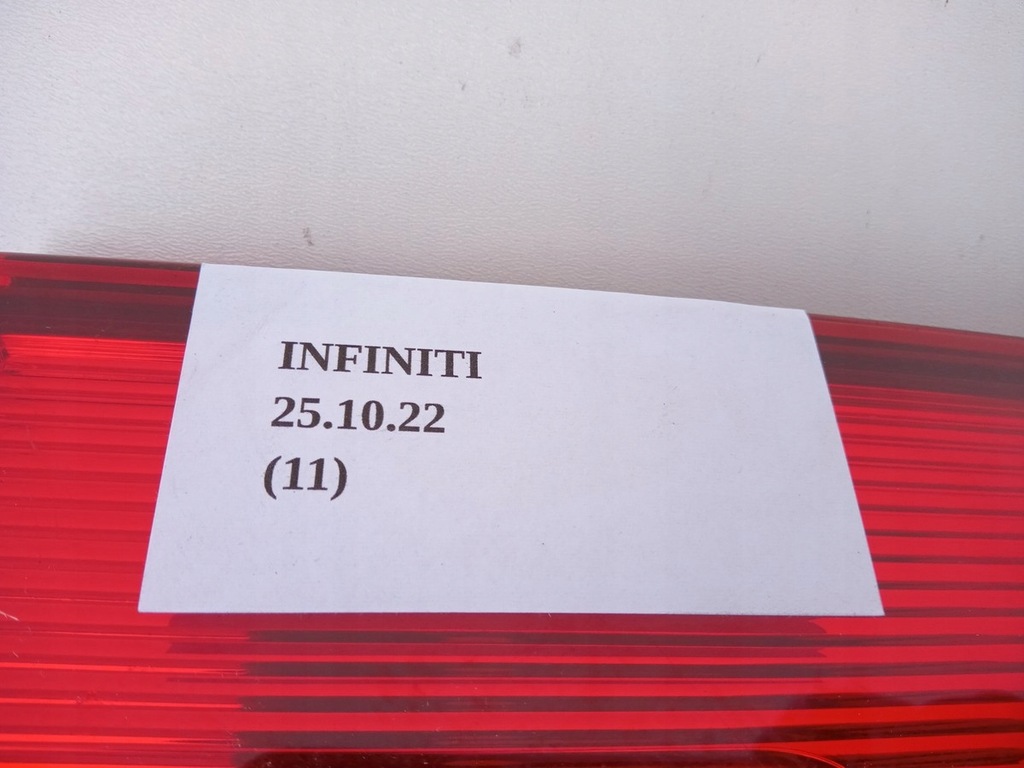 INFINITI
25.10.22
(11)